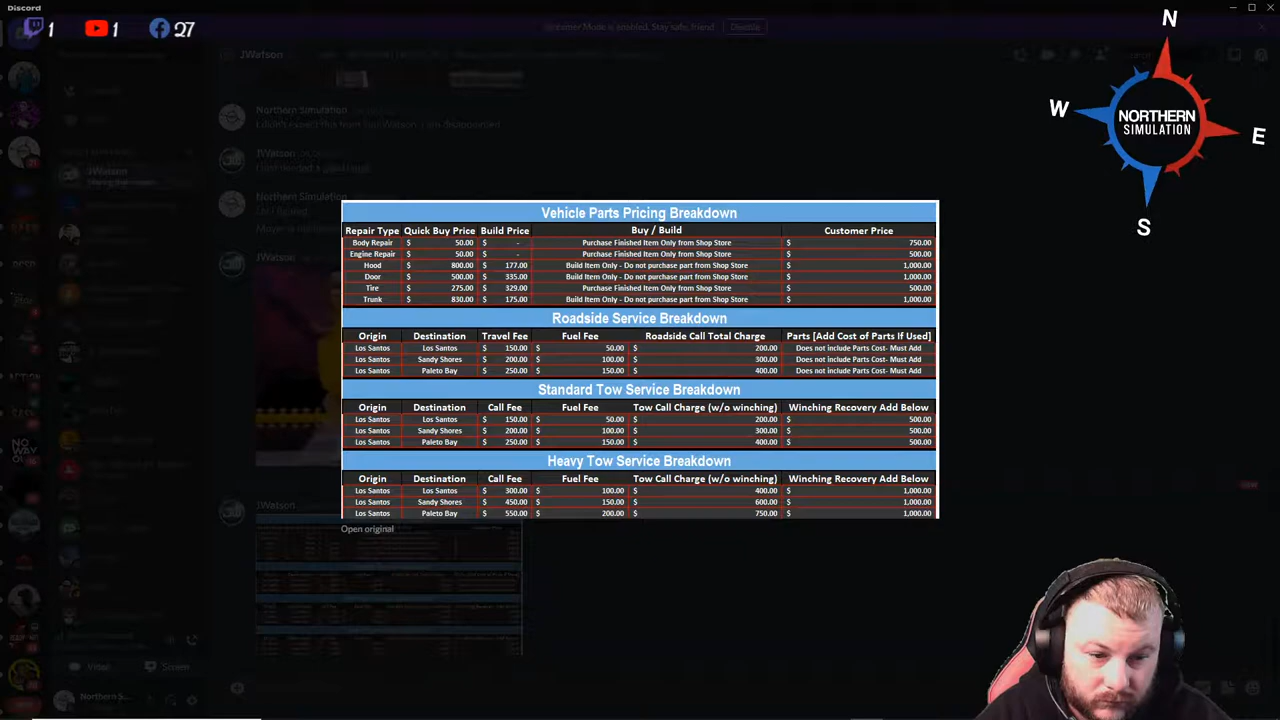 Discord
1
1
27
N
W
NORTHERN
SIMULATION
E
S
JWatson
Northern Simulation
JWatson
Northern Simulation
JWatson
JWatson
Vehicle Parts Pricing Breakdown
Repair Type Quick Buy Price Build Price Buy / Build Customer Price
Body Repair $ 50.00 $ - Purchase Finished Item Only from Shop Store $ 750.00
Engine Repair $ 50.00 $ - Purchase Finished Item Only from Shop Store $ 500.00
Hood $ 800.00 $ 177.00 Build Item Only - Do not purchase part from Shop Store $ 1,000.00
Door $ 500.00 $ 335.00 Build Item Only - Do not purchase part from Shop Store $ 1,000.00
Tire $ 275.00 $ 329.00 Purchase Finished Item Only from Shop Store $ 500.00
Trunk $ 830.00 $ 175.00 Build Item Only - Do not purchase part from Shop Store $ 1,000.00
Roadside Service Breakdown
Origin Destination Travel Fee Fuel Fee Roadside Call Total Charge Parts [Add Cost of Parts If Used]
Los Santos Los Santos $ 150.00 $ 50.00 $ 200.00 Does not include Parts Cost- Must Add
Los Santos Sandy Shores $ 200.00 $ 100.00 $ 300.00 Does not include Parts Cost- Must Add
Los Santos Paleto Bay $ 250.00 $ 150.00 $ 400.00 Does not include Parts Cost- Must Add
Standard Tow Service Breakdown
Origin Destination Call Fee Fuel Fee Tow Call Charge (w/o winching) Winching Recovery Add Below
Los Santos Los Santos $ 150.00 $ 50.00 $ 200.00 $ 500.00
Los Santos Sandy Shores $ 200.00 $ 100.00 $ 300.00 $ 500.00
Los Santos Paleto Bay $ 250.00 $ 150.00 $ 400.00 $ 500.00
Heavy Tow Service Breakdown
Origin Destination Call Fee Fuel Fee Tow Call Charge (w/o winching) Winching Recovery Add Below
Los Santos Los Santos $ 300.00 $ 100.00 $ 400.00 $ 1,000.00
Los Santos Sandy Shores $ 450.00 $ 150.00 $ 600.00 $ 1,000.00
Los Santos Paleto Bay $ 550.00 $ 200.00 $ 750.00 $ 1,000.00
Open original
JWatson
Video Screen
Northern S...